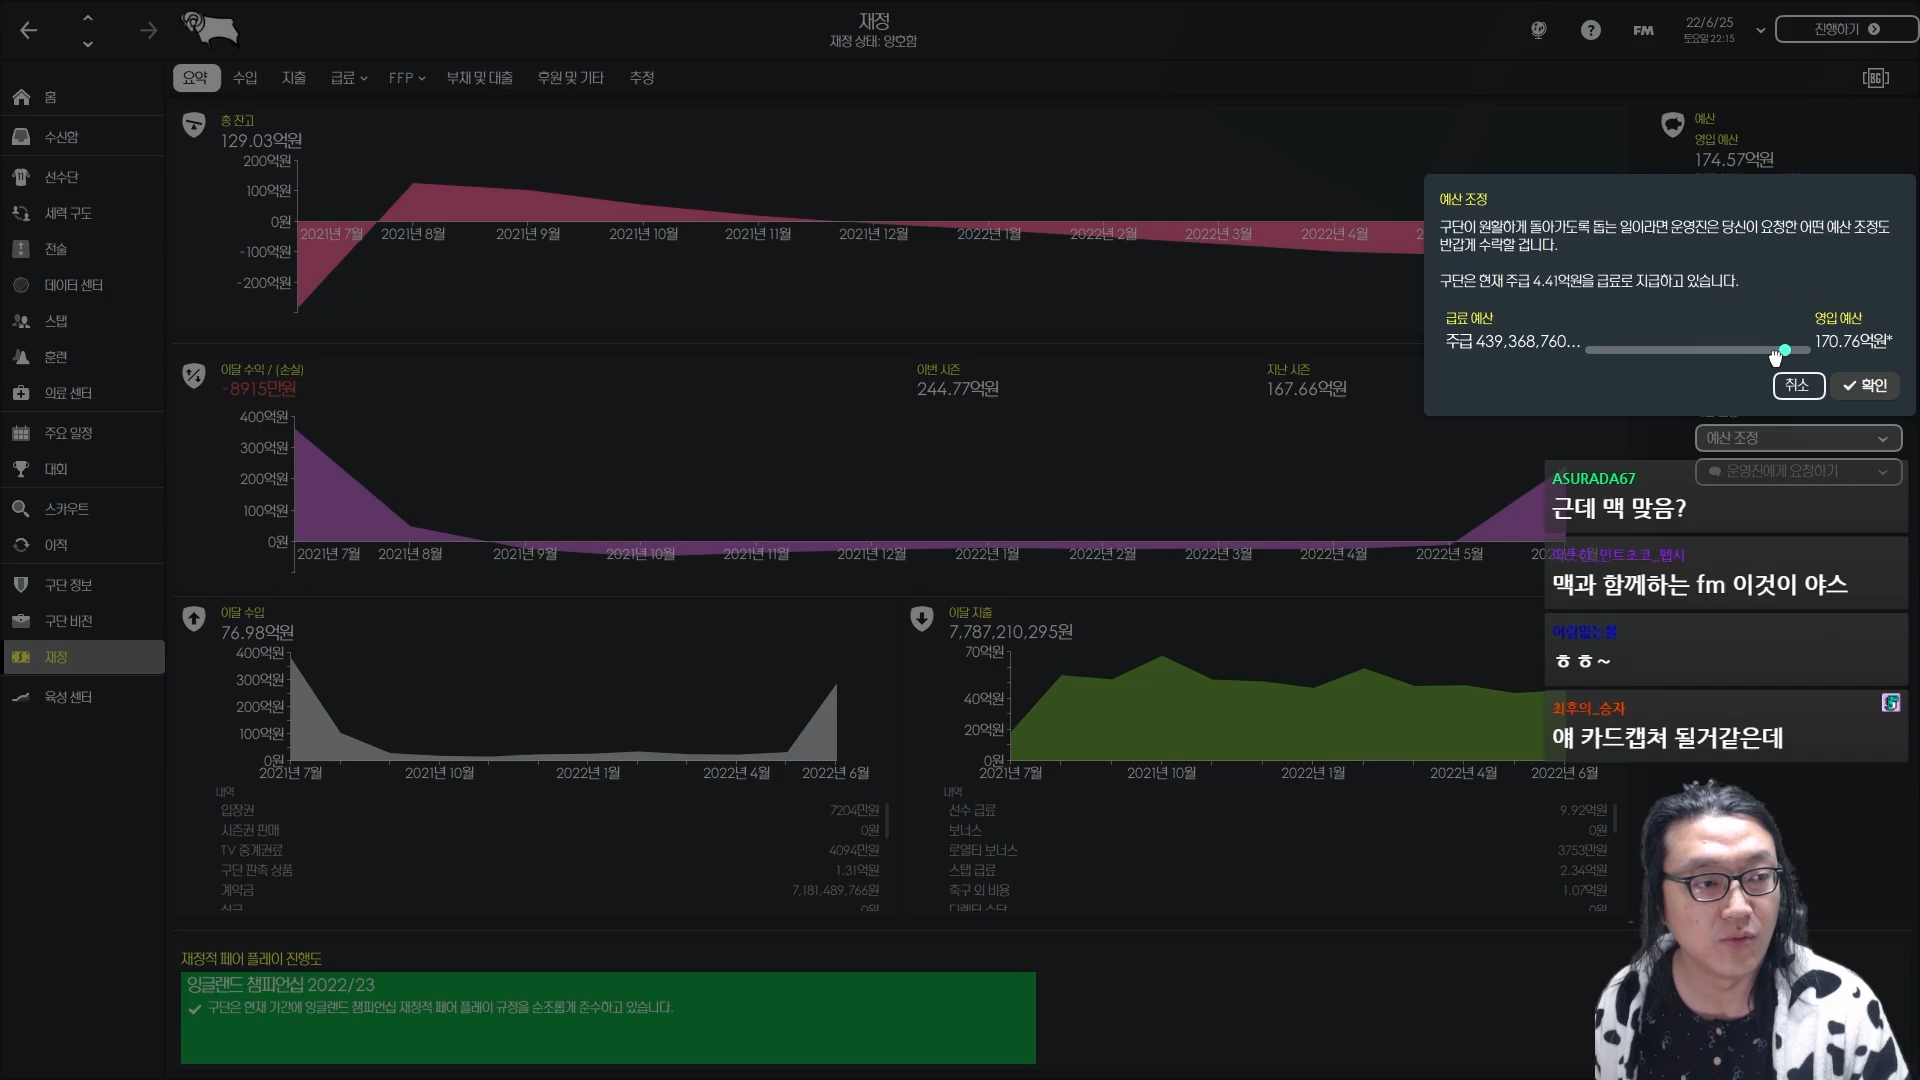 재정
재정 상태: 양호함
?
FM
22/6/25
토요일 22:15
진행하기
요약
수입
지출
급료
FFP
부채 및 대출
후원 및 기타
추정
BG
홈
수신함
선수단
세력 구도
전술
데이터 센터
스탭
훈련
의료 센터
주요 일정
대회
스카우트
이적
구단 정보
구단 비전
재정
육성 센터
총 잔고
129.03억원
200억원
100억원
0원
-100억원
-200억원
2021년 7월
2021년 8월
2021년 9월
2021년 10월
2021년 11월
2021년 12월
2022년 1월
2022년 2월
2022년 3월
2022년 4월
예산
영입 예산
174.57억원
예산 조정
구단이 원활하게 돌아가도록 돕는 일이라면 운영진은 당신이 요청한 어떤 예산 조정도
반갑게 수락할 겁니다.
구단은 현재 주급 4.41억원을 급료로 지급하고 있습니다.
급료 예산
주급 439,368,760...
영입 예산
170.76억원*
취소
확인
예산 조정
운영진에게 요청하기
이달 수익 / (손실)
-8915만원
이번 시즌
244.77억원
지난 시즌
167.66억원
400억원
300억원
200억원
100억원
0원
2021년 7월
2021년 8월
2021년 9월
2021년 10월
2021년 11월
2021년 12월
2022년 1월
2022년 2월
2022년 3월
2022년 4월
2022년 5월
ASURADA67
근데 맥 맞음?
민트초코_펩시
맥과 함께하는 fm 이것이 야스
어림없는볼
ㅎㅎ~
최후의_승자
얘 카드캡쳐 될거같은데
이달 수입
76.98억원
400억원
300억원
200억원
100억원
0원
2021년 7월
2021년 10월
2022년 1월
2022년 4월
2022년 6월
내역
입장권 7204만원
시즌권 판매 0원
TV 중계권료 4094만원
구단 판촉 상품 1.31억원
계약금 7,181,489,766원
상금 0원
이달 지출
7,787,210,295원
70억원
40억원
20억원
0원
2021년 7월
2021년 10월
2022년 1월
2022년 4월
2022년 6월
내역
선수 급료 9.92억원
보너스 0원
로열티 보너스 3753만원
스탭 급료 2.34억원
축구 외 비용 1.07억원
디렉터 수당 0원
재정적 페어 플레이 진행도
잉글랜드 챔피언십 2022/23
구단은 현재 기간에 잉글랜드 챔피언십 재정적 페어 플레이 규정을 순조롭게 준수하고 있습니다.